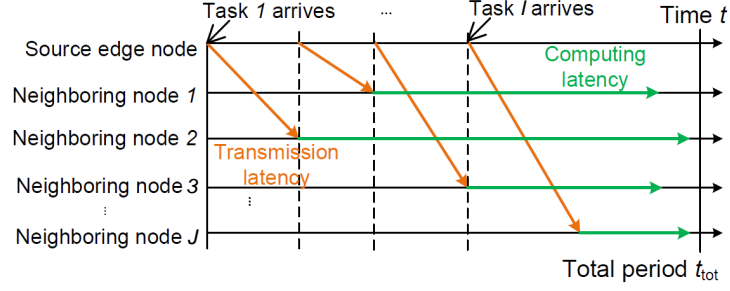 Task 1 arrives
...
Task I arrives
Time t
Source edge node
Computing
latency
Neighboring node 1
Neighboring node 2
Transmission
latency
Neighboring node 3
...
...
Neighboring node J
Total period ttot